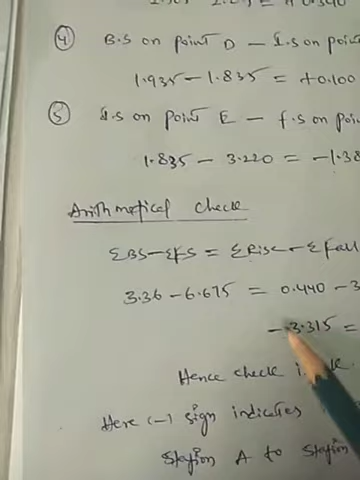 ④ B.S on point D – I.S on point
1.935 – 1.835 = +0.100
⑤ I.S on point E – f.S on poi
1.835 – 3.220 = –1.38
Arithmetical check
ΣBS – ΣFS = ΣRise – Σfall
3.36 – 6.675 = 0.440 – 3
–3.315 =
Hence check is
Here (–) sign indicates
Station A to Station